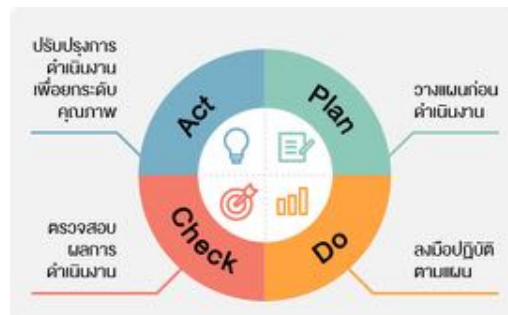 ปรับปรุงการ
ดำเนินงาน
เพื่อยกระดับ
คุณภาพ
Act
Plan
วางแผนก่อน
ดำเนินงาน
ตรวจสอบ
ผลการ
ดำเนินงาน
Check
Do
ลงมือปฏิบัติ
ตามแผน